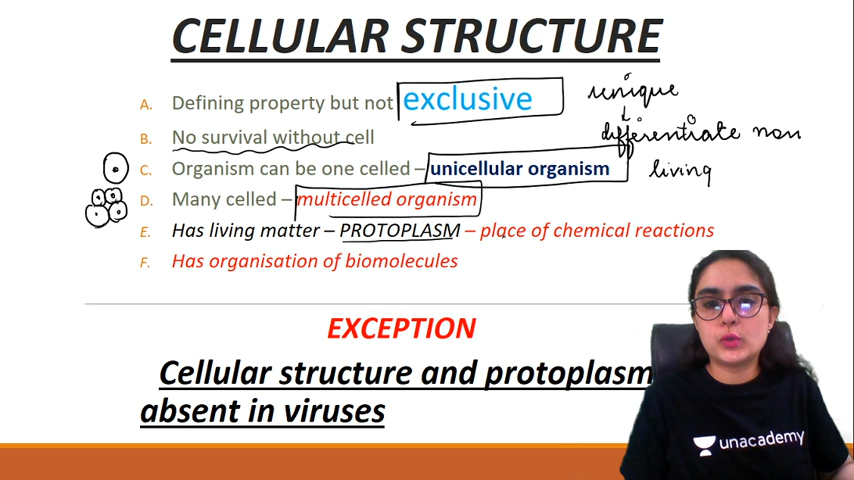 CELLULAR STRUCTURE
A. Defining property but not exclusive
unique
differentiate non
living
B. No survival without cell
C. Organism can be one celled – unicellular organism
D. Many celled – multicelled organism
E. Has living matter – PROTOPLASM – place of chemical reactions
F. Has organisation of biomolecules
EXCEPTION
Cellular structure and protoplasm
absent in viruses
unacademy